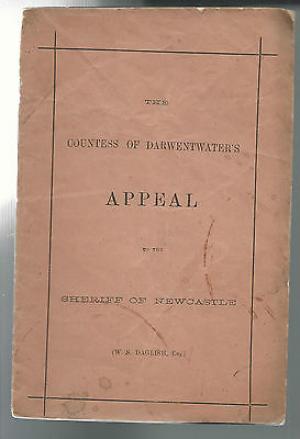 THE
COUNTESS OF DARWENTWATER'S
APPEAL
TO THE
SHERIFF OF NEWCASTLE
(W. S. DAGLISH, Esq.)